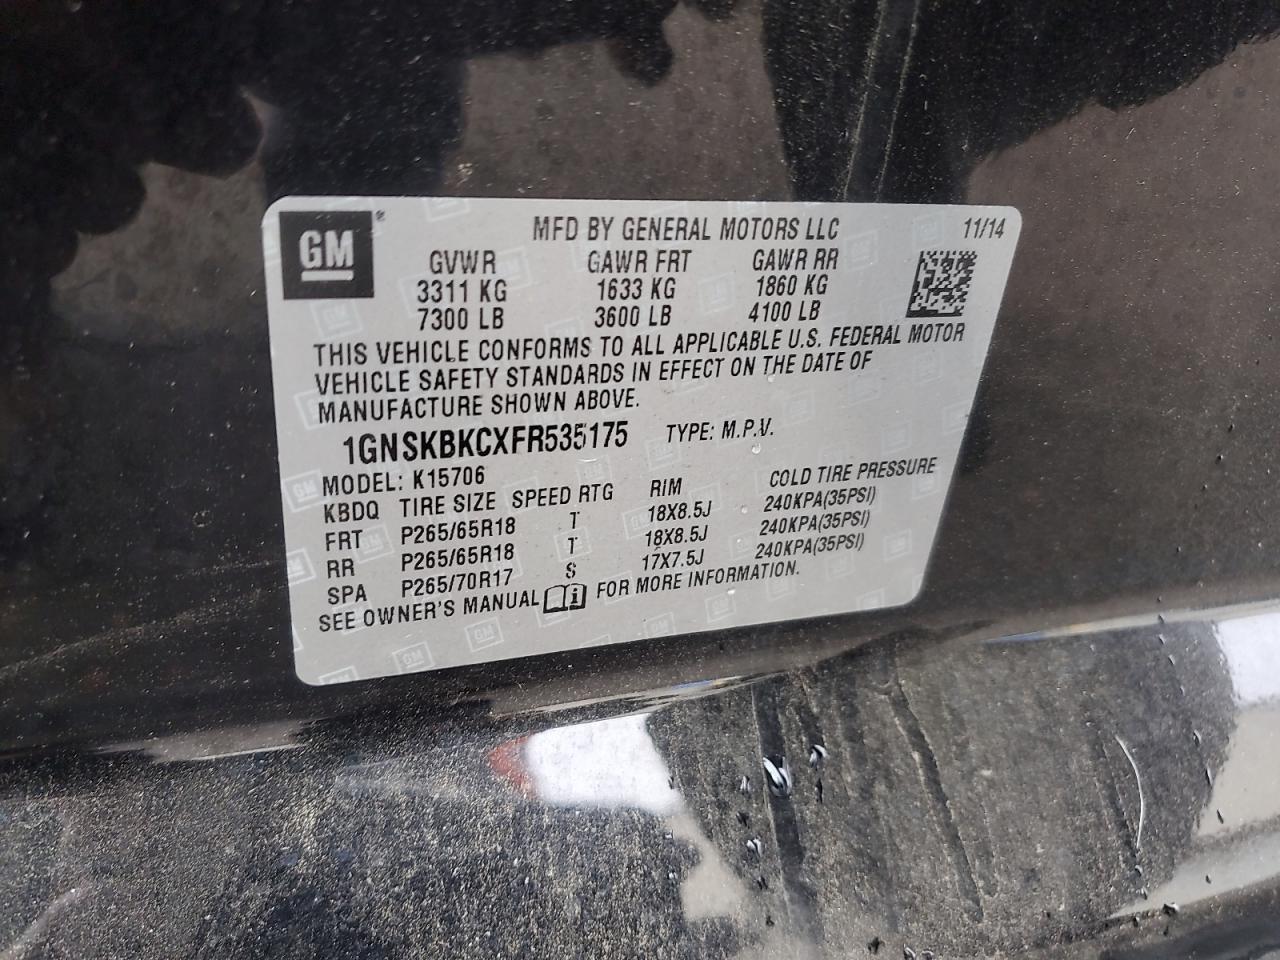 GM®
MFD BY GENERAL MOTORS LLC 11/14
GVWR GAWR FRT GAWR RR
3311 KG 1633 KG 1860 KG
7300 LB 3600 LB 4100 LB
THIS VEHICLE CONFORMS TO ALL APPLICABLE U.S. FEDERAL MOTOR
VEHICLE SAFETY STANDARDS IN EFFECT ON THE DATE OF
MANUFACTURE SHOWN ABOVE.
1GNSKBKCXFR535175 TYPE: M.P.V.
MODEL: K15706
KBDQ TIRE SIZE SPEED RTG RIM COLD TIRE PRESSURE
FRT P265/65R18 T 18X8.5J 240KPA(35PSI)
RR P265/65R18 T 18X8.5J 240KPA(35PSI)
SPA P265/70R17 S 17X7.5J 240KPA(35PSI)
SEE OWNER'S MANUAL FOR MORE INFORMATION.